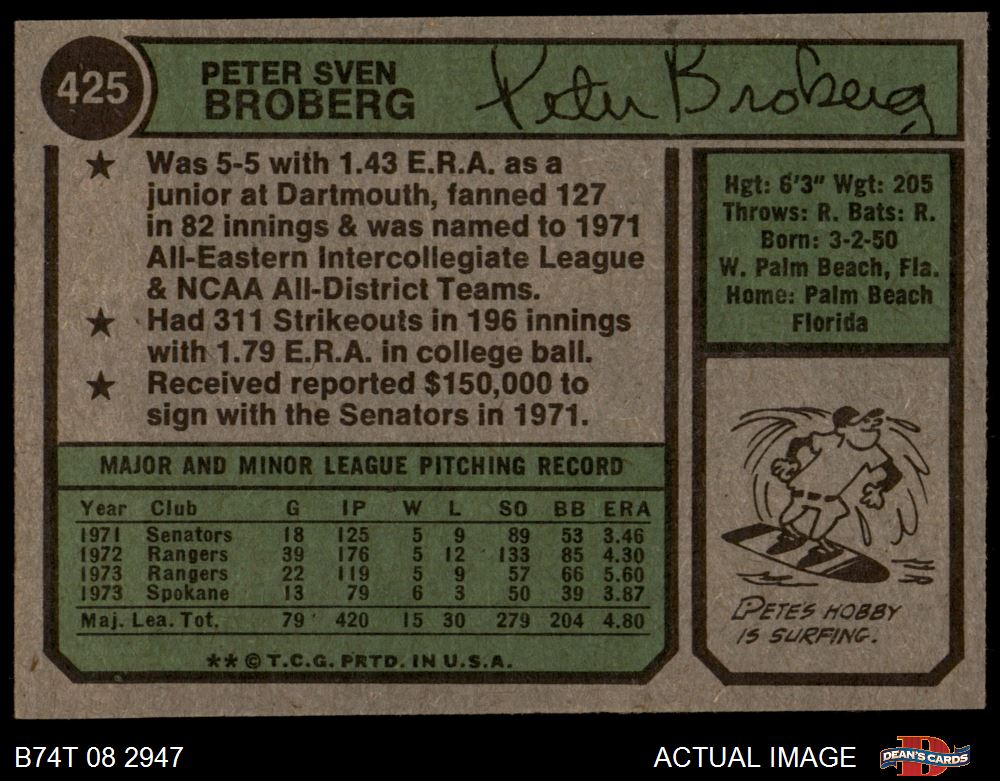 425
PETER SVEN
BROBERG
Peter Broberg
★ Was 5-5 with 1.43 E.R.A. as a
junior at Dartmouth, fanned 127
in 82 innings & was named to 1971
All-Eastern Intercollegiate League
& NCAA All-District Teams.
★ Had 311 Strikeouts in 196 innings
with 1.79 E.R.A. in college ball.
★ Received reported $150,000 to
sign with the Senators in 1971.
Hgt: 6'3" Wgt: 205
Throws: R. Bats: R.
Born: 3-2-50
W. Palm Beach, Fla.
Home: Palm Beach
Florida
MAJOR AND MINOR LEAGUE PITCHING RECORD
Year Club G IP W L SO BB ERA
1971 Senators 18 125 5 9 89 53 3.46
1972 Rangers 39 176 5 12 133 85 4.30
1973 Rangers 22 119 5 9 57 66 5.60
1973 Spokane 13 79 6 3 50 39 3.87
Maj. Lea. Tot. 79 420 15 30 279 204 4.80
** © T.C.G. PRTD. IN U.S.A.
PETE'S HOBBY
IS SURFING.
B74T 08 2947
ACTUAL IMAGE
DEAN'S CARDS